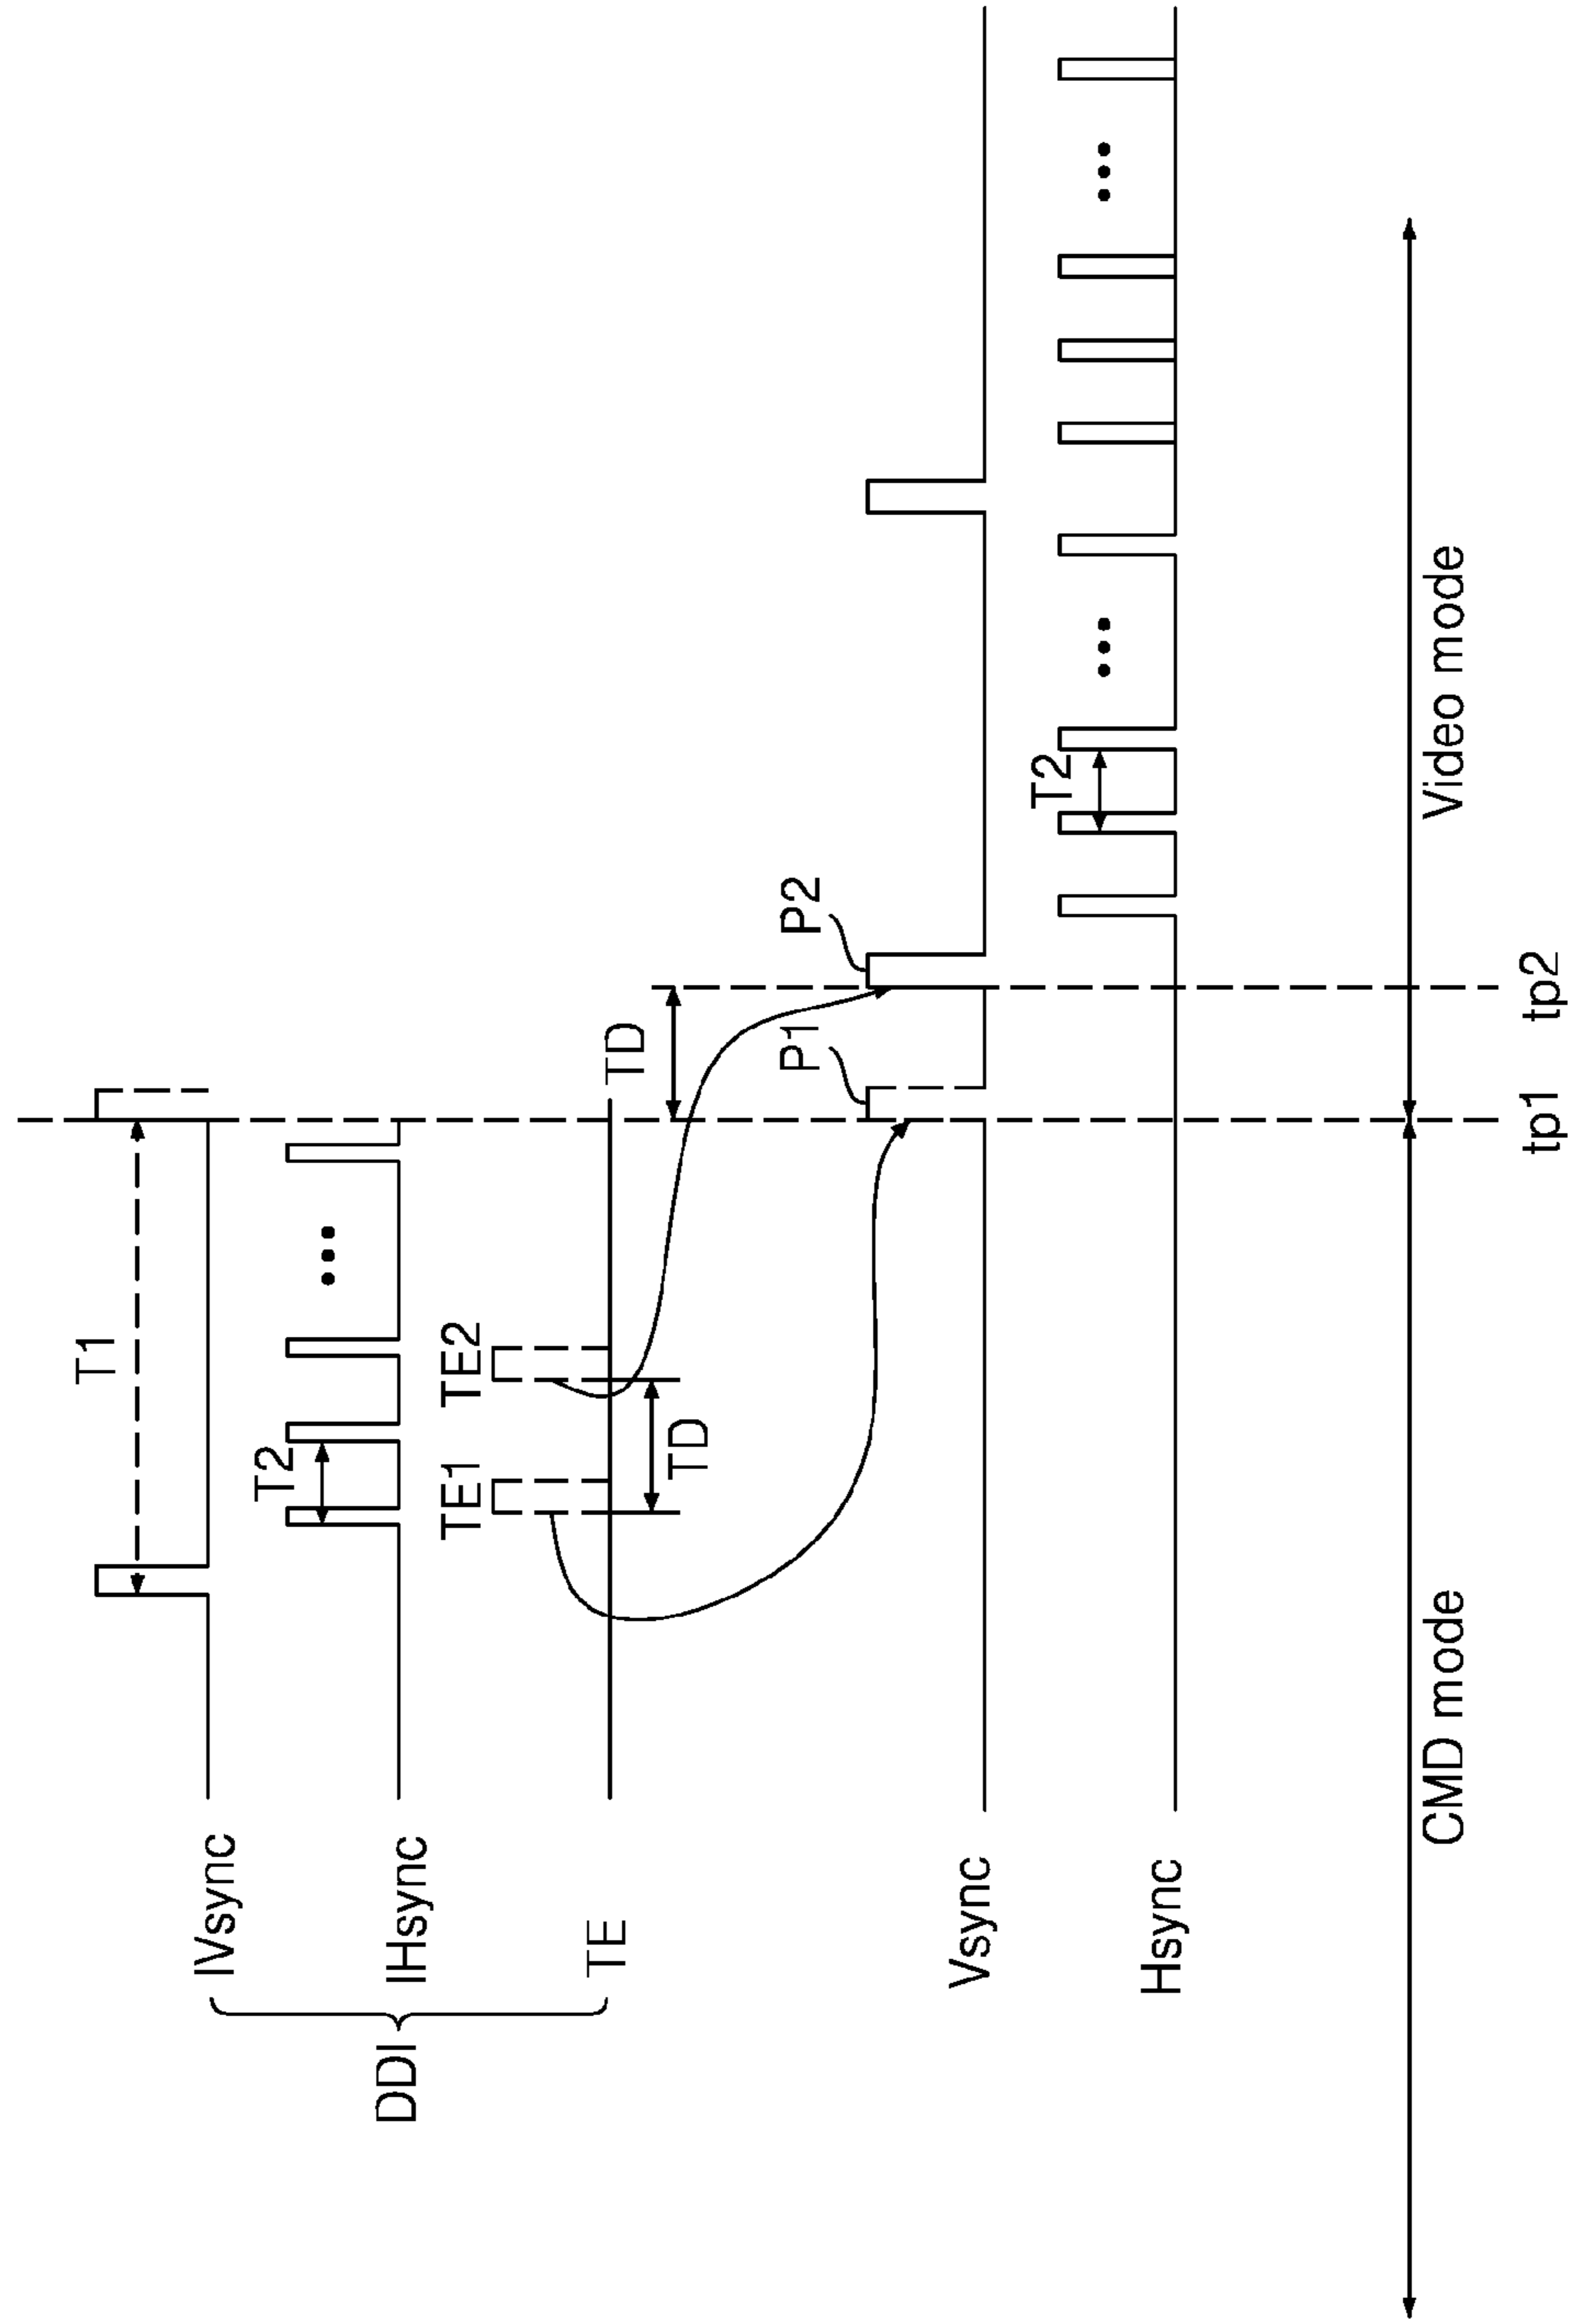 DDI
IVsync
T1
IHsync
T2
TE
TE1
TE2
TD
TD
Vsync
P1
P2
Hsync
T2
CMD mode
Video mode
tp1
tp2